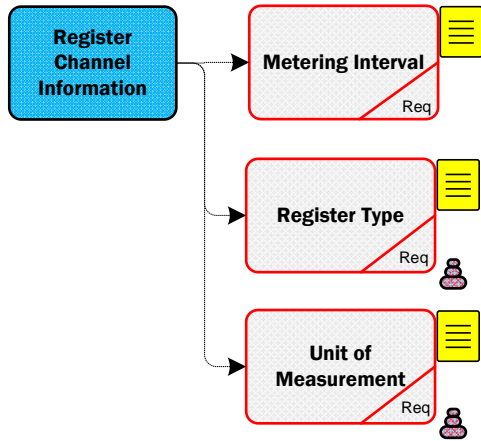 Register
Channel
Information
Metering Interval
Req
Register Type
Req
Unit of
Measurement
Req